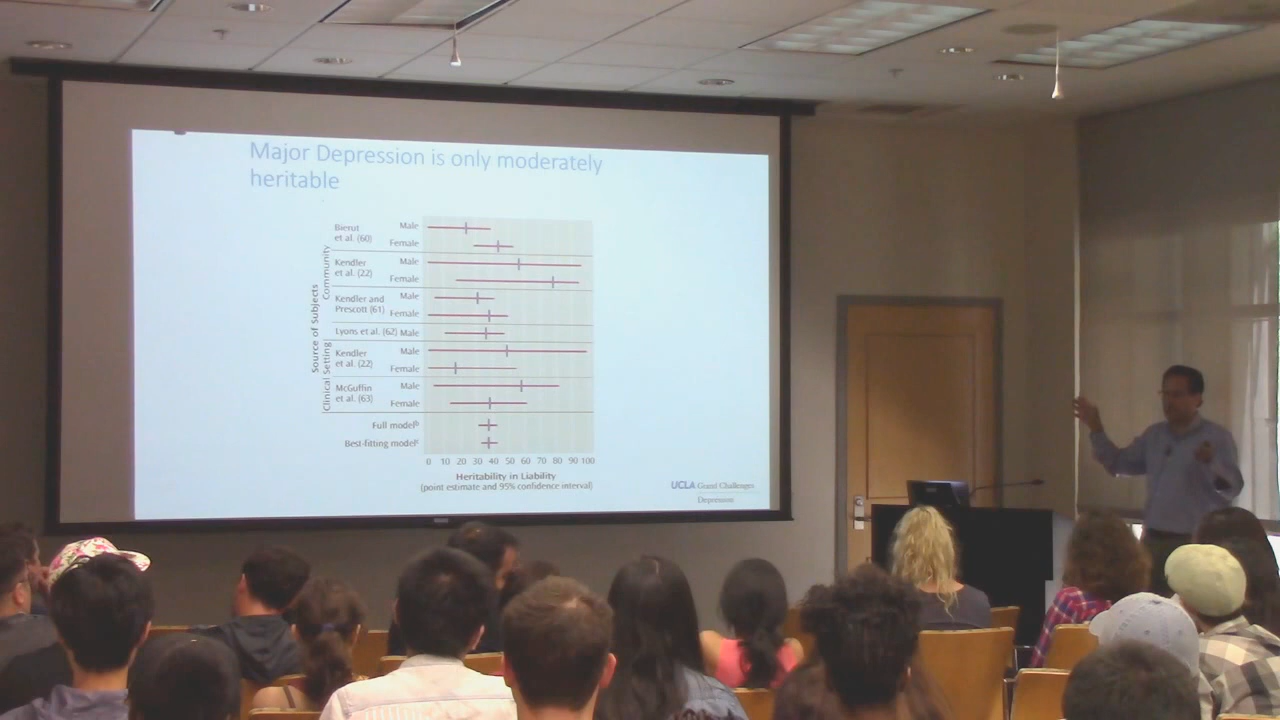 Major Depression is only moderately
heritable
Source of Subjects
Community
Clinical Setting
Bierut
et al. (60)
Male
Female
Kendler
et al. (22)
Male
Female
Kendler and
Prescott (61)
Male
Female
Lyons et al. (62) Male
Kendler
et al. (22)
Male
Female
McGuffin
et al. (63)
Male
Female
Full modelᵇ
Best-fitting modelᶜ
0 10 20 30 40 50 60 70 80 90 100
Heritability in Liability
(point estimate and 95% confidence interval)
UCLA Grand Challenges
Depression